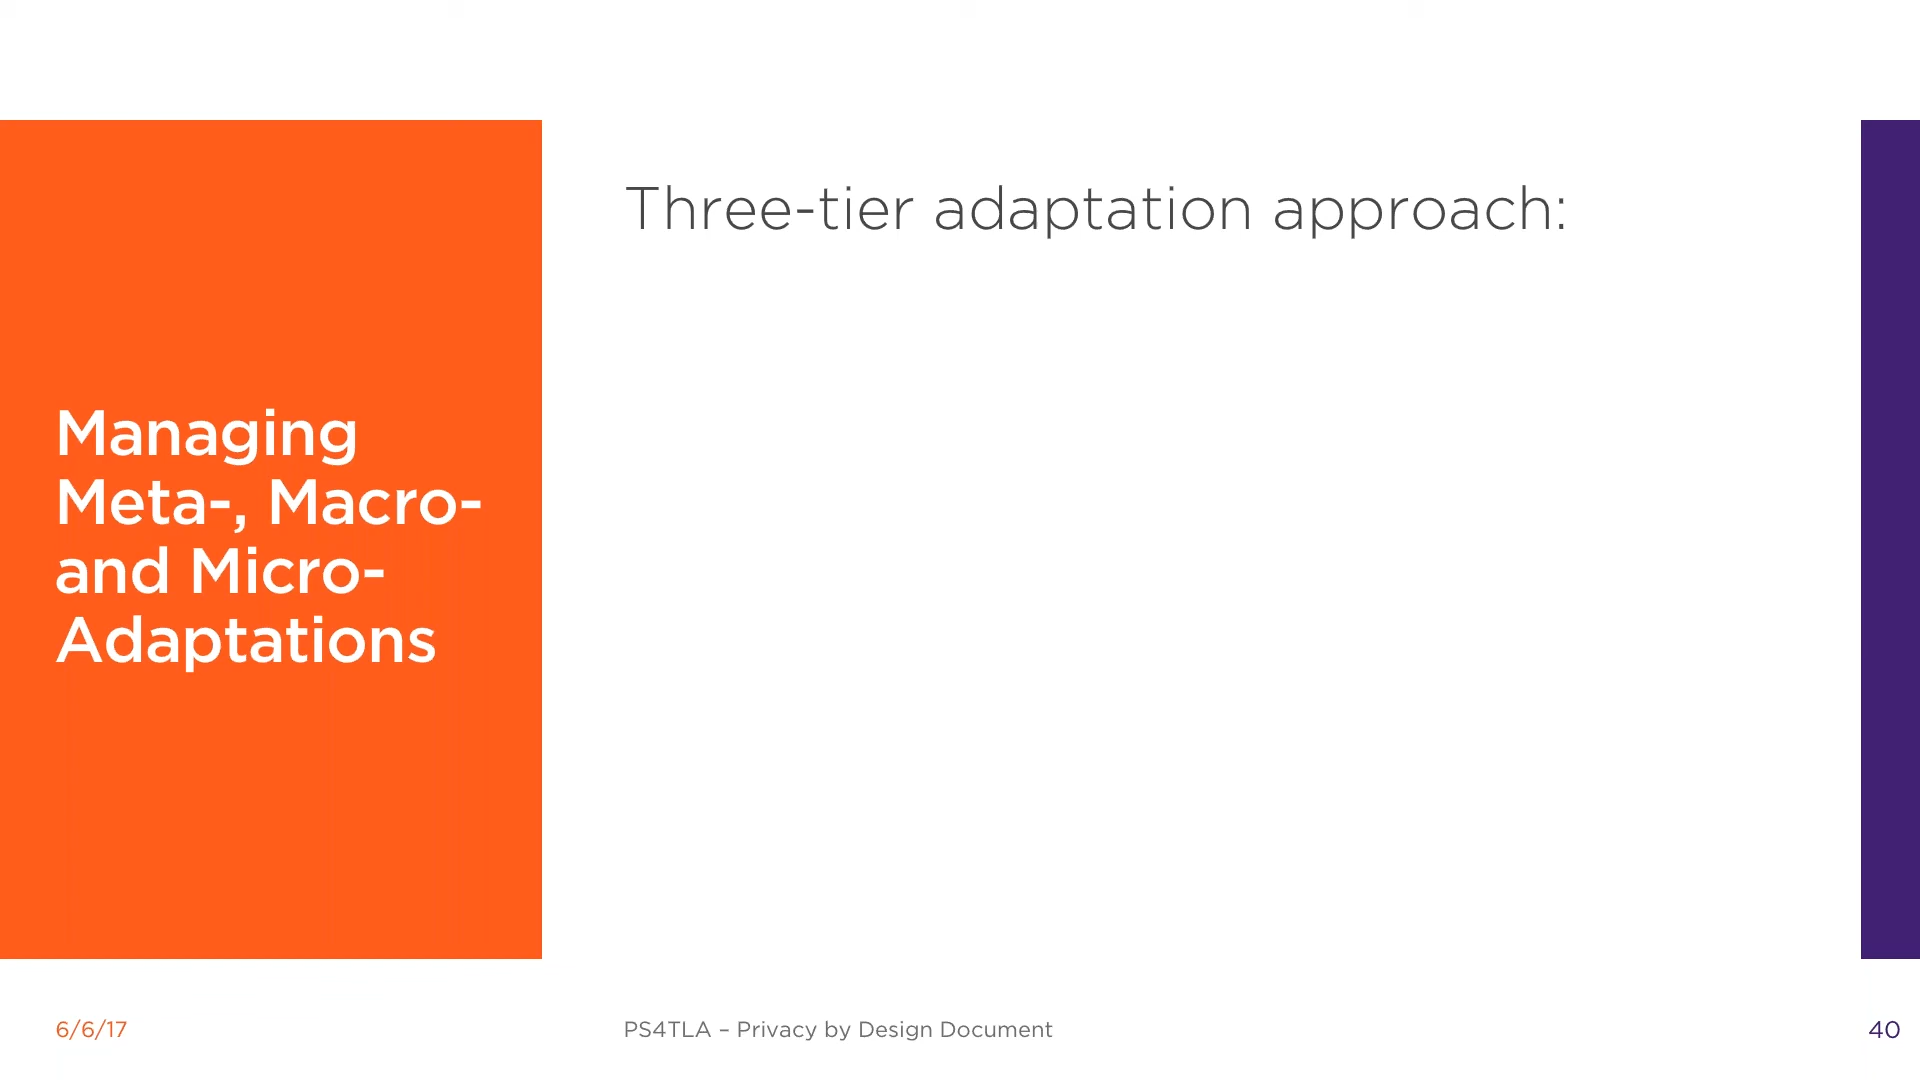 Three-tier adaptation approach:
Managing
Meta-, Macro-
and Micro-
Adaptations
6/6/17
PS4TLA – Privacy by Design Document
40